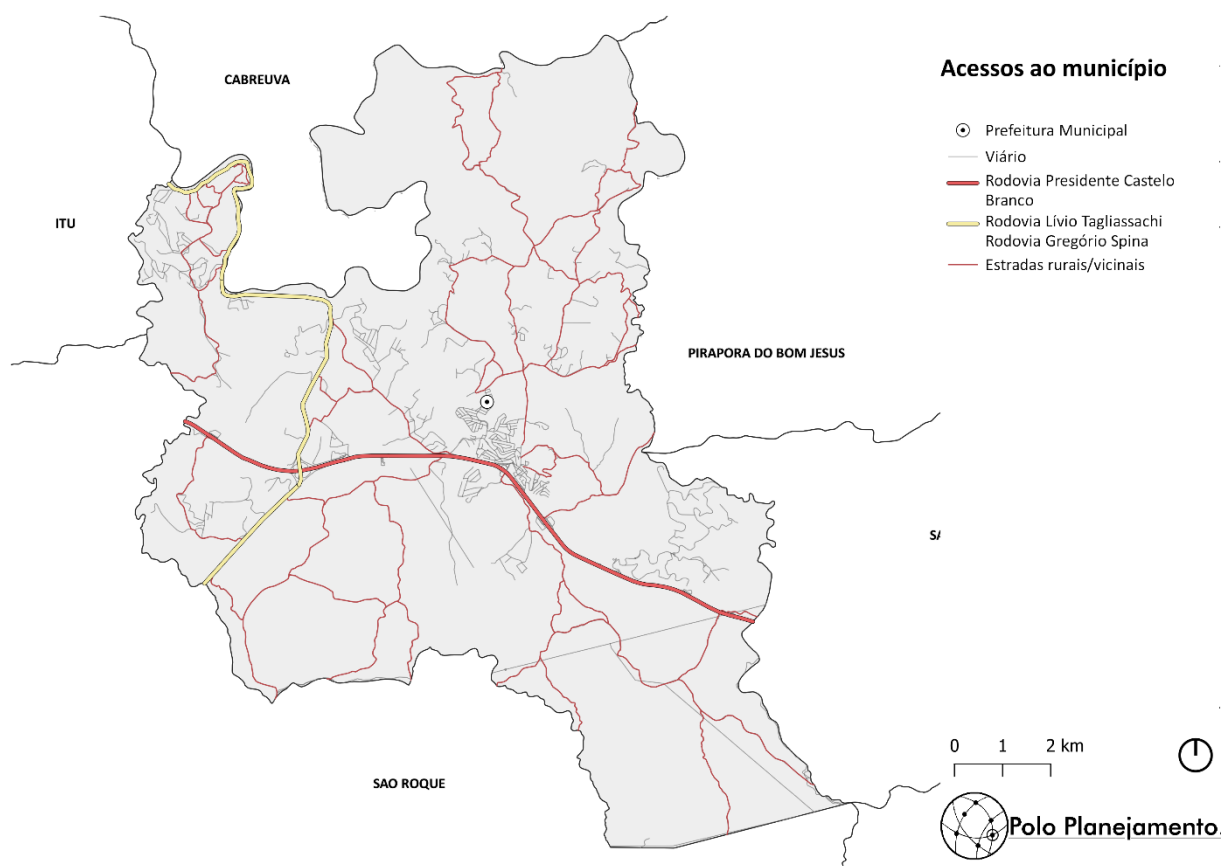 CABREUVA
ITU
PIRAPORA DO BOM JESUS
SAO ROQUE
Acessos ao município
Prefeitura Municipal
Viário
Rodovia Presidente Castelo
Branco
Rodovia Lívio Tagliassachi
Rodovia Gregório Spina
Estradas rurais/vicinais
0 1 2 km
Polo Planejamento.